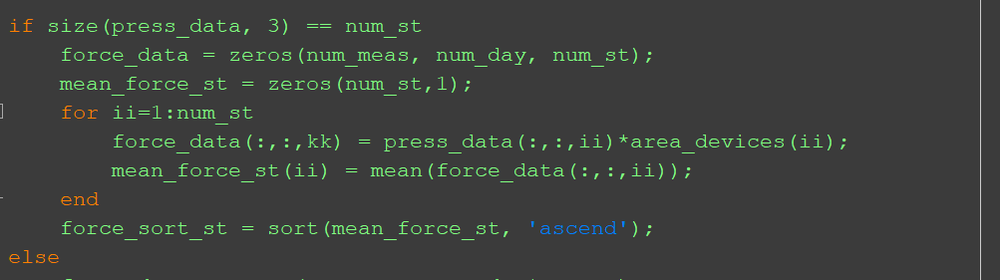 if size(press_data, 3) == num_st
    force_data = zeros(num_meas, num_day, num_st);
    mean_force_st = zeros(num_st,1);
    for ii=1:num_st
        force_data(:,:,kk) = press_data(:,:,ii)*area_devices(ii);
        mean_force_st(ii) = mean(force_data(:,:,ii));
    end
    force_sort_st = sort(mean_force_st, 'ascend');
else